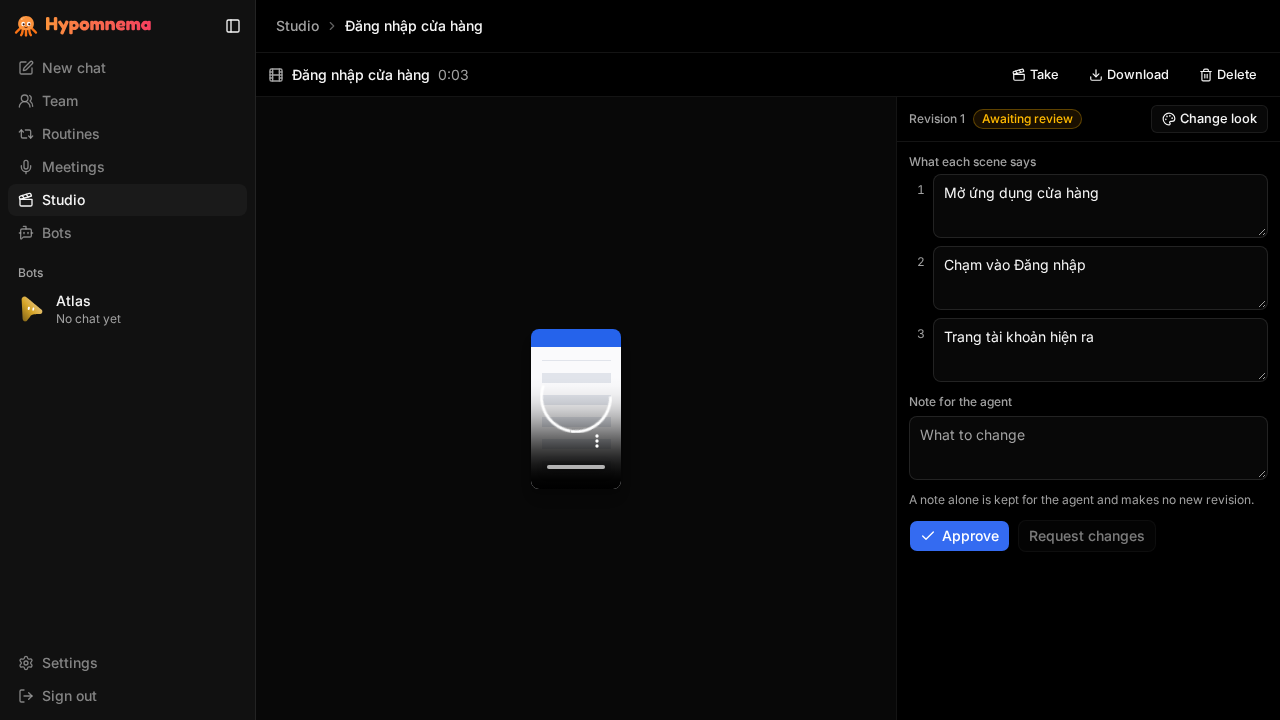 Hypomnema
New chat
Team
Routines
Meetings
Studio
Bots
Bots
Atlas
No chat yet
Settings
Sign out
Studio
Đăng nhập cửa hàng
Đăng nhập cửa hàng 0:03
Take
Download
Delete
Revision 1
Awaiting review
Change look
What each scene says
1
Mở ứng dụng cửa hàng
2
Chạm vào Đăng nhập
3
Trang tài khoản hiện ra
Note for the agent
What to change
A note alone is kept for the agent and makes no new revision.
Approve
Request changes